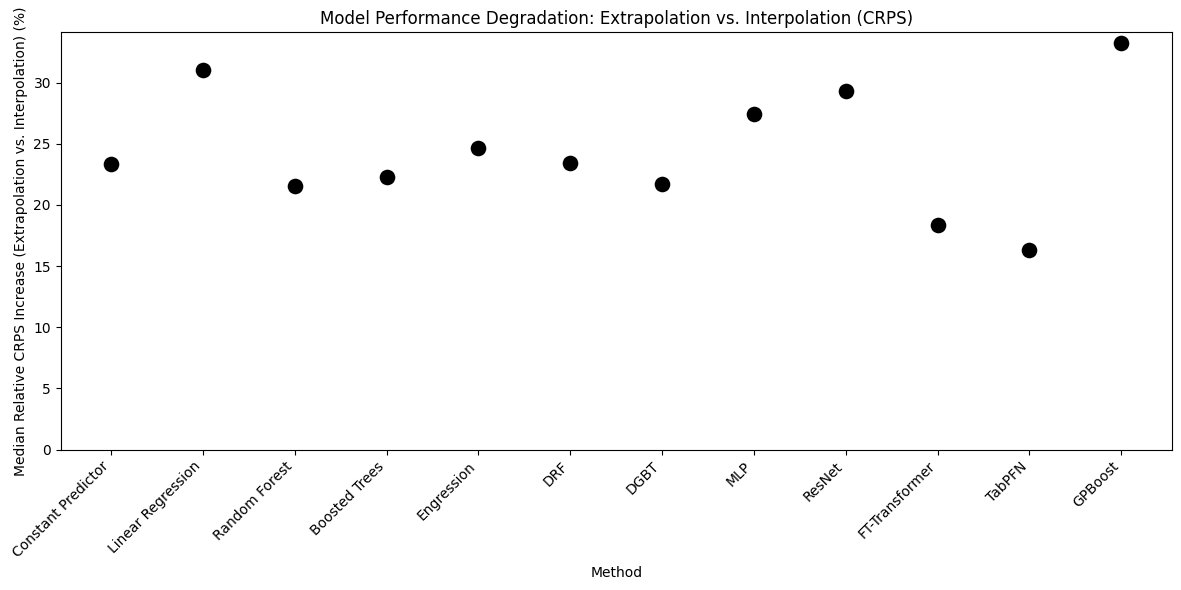 Model Performance Degradation: Extrapolation vs. Interpolation (CRPS)
Median Relative CRPS Increase (Extrapolation vs. Interpolation) (%)
30
25
20
15
10
5
0
Constant Predictor
Linear Regression
Random Forest
Boosted Trees
Engression
DRF
DGBT
MLP
ResNet
FT-Transformer
TabPFN
GPBoost
Method